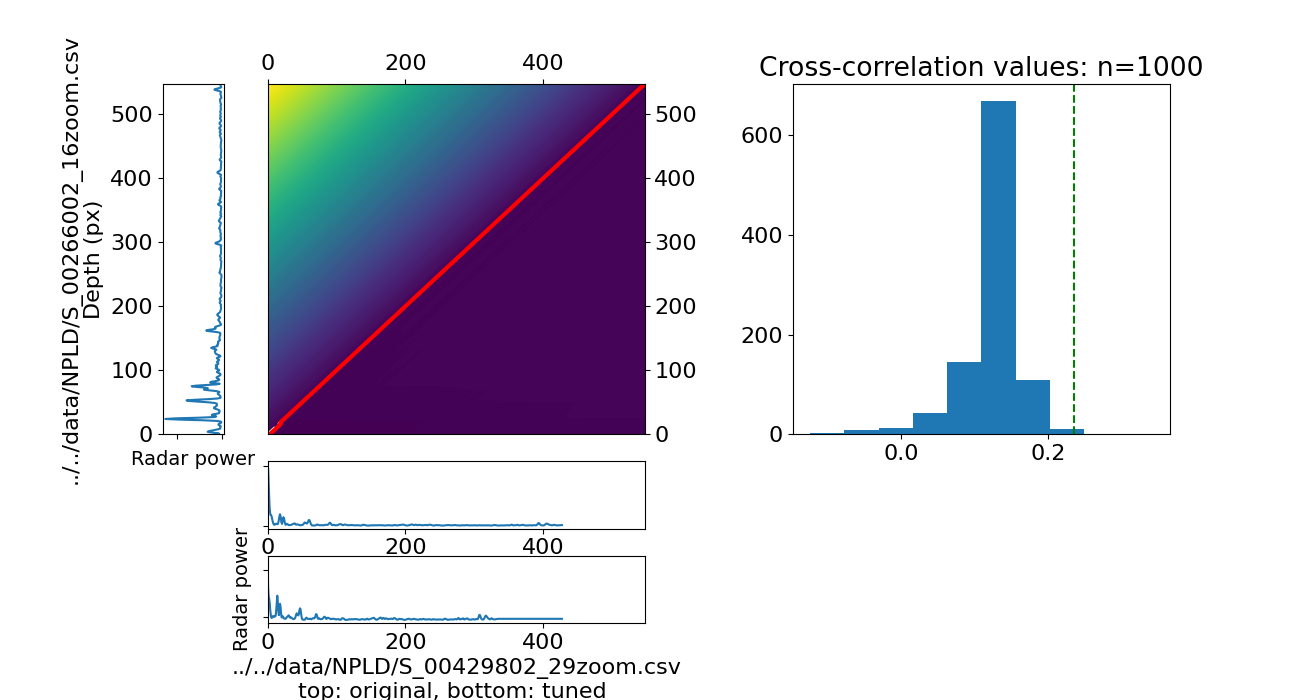 ../../data/NPLD/S_00266002_16zoom.csv
Depth (px)
0 200 400
500
400
300
200
100
0
Radar power
500
400
300
200
100
0
Cross-correlation values: n=1000
600
400
200
0
0.0 0.2
0 200 400
Radar power
0 200 400
../../data/NPLD/S_00429802_29zoom.csv
top: original, bottom: tuned